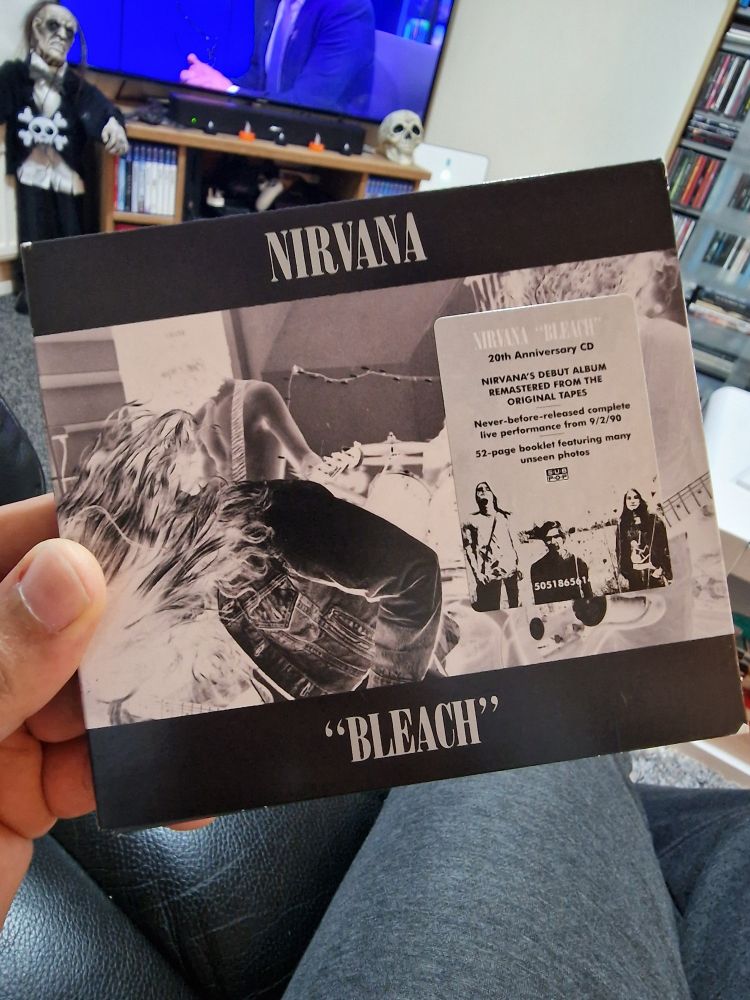 NIRVANA
NIRVANA "BLEACH"
20th Anniversary CD
NIRVANA'S DEBUT ALBUM
REMASTERED FROM THE
ORIGINAL TAPES
Never-before-released complete
live performance from 9/2/90
52-page booklet featuring many
unseen photos
SUB
POP
505186561
"BLEACH"